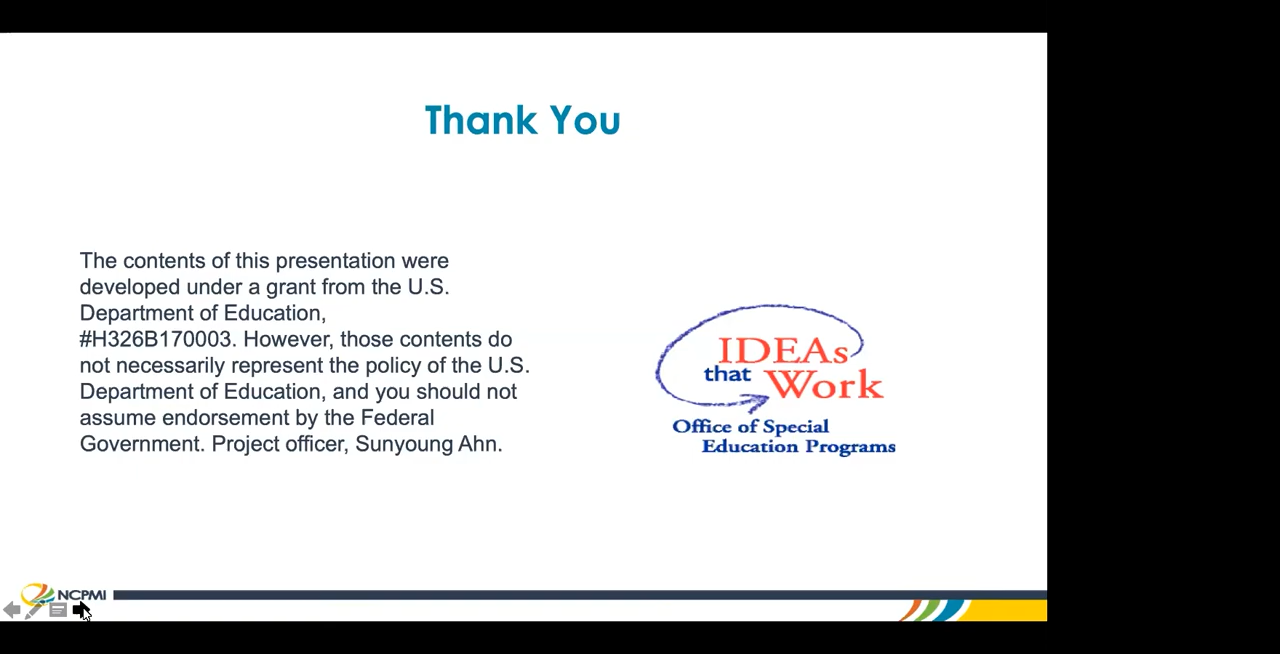 Thank You
The contents of this presentation were
developed under a grant from the U.S.
Department of Education,
#H326B170003. However, those contents do
not necessarily represent the policy of the U.S.
Department of Education, and you should not
assume endorsement by the Federal
Government. Project officer, Sunyoung Ahn.
IDEAs
that Work
Office of Special
Education Programs
NCPMI